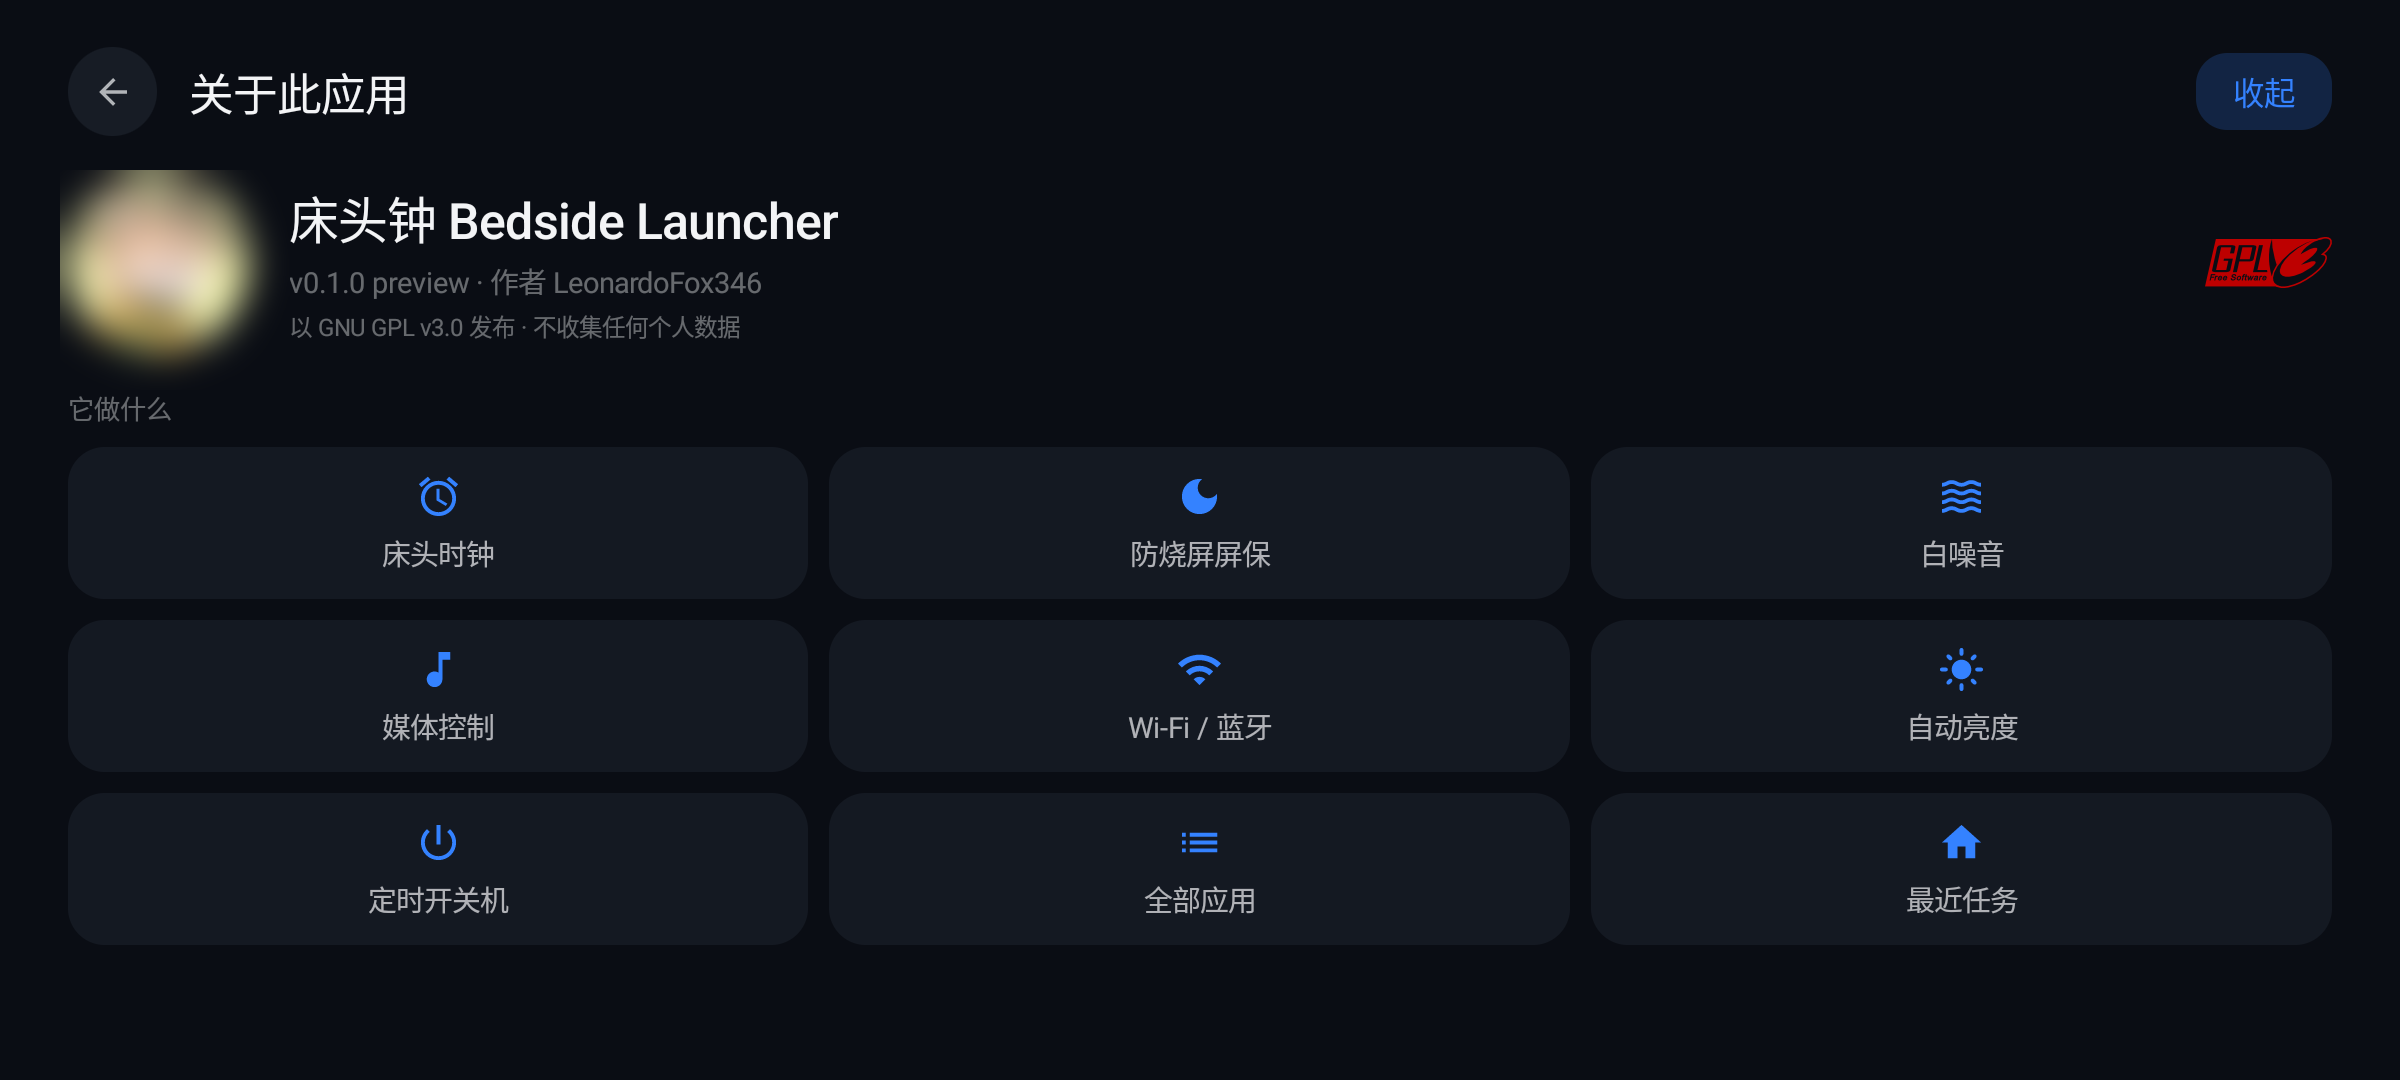 关于此应用
收起
床头钟 Bedside Launcher
v0.1.0 preview · 作者 LeonardoFox346
以 GNU GPL v3.0 发布 · 不收集任何个人数据
GPLv3
Free Software
它做什么
床头时钟
防烧屏屏保
白噪音
媒体控制
Wi-Fi / 蓝牙
自动亮度
定时开关机
全部应用
最近任务